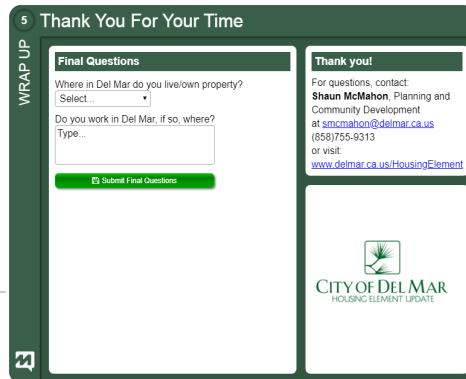 5 Thank You For Your Time
WRAP UP
Final Questions
Where in Del Mar do you live/own property?
Select...
Do you work in Del Mar, if so, where?
Type...
Submit Final Questions
Thank you!
For questions, contact:
Shaun McMahon, Planning and
Community Development
at smcmahon@delmar.ca.us
(858)755-9313
or visit:
www.delmar.ca.us/HousingElement
CITY OF DEL MAR
HOUSING ELEMENT UPDATE